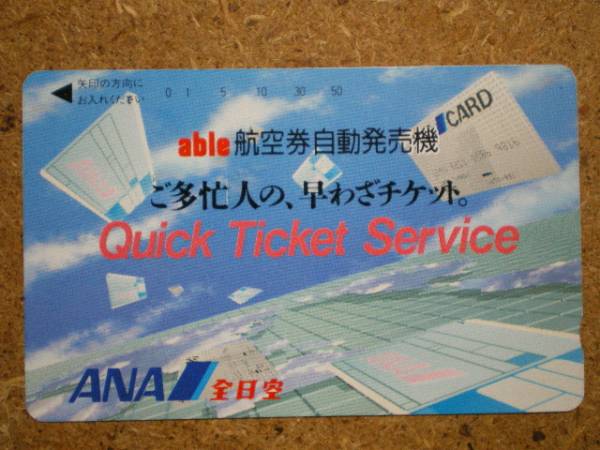 矢印の方向に
お入れください
0 1 5 10 30 50
CARD
able 航空券自動発売機
ご多忙人の、早わざチケット。
Quick Ticket Service
ANA 全日空